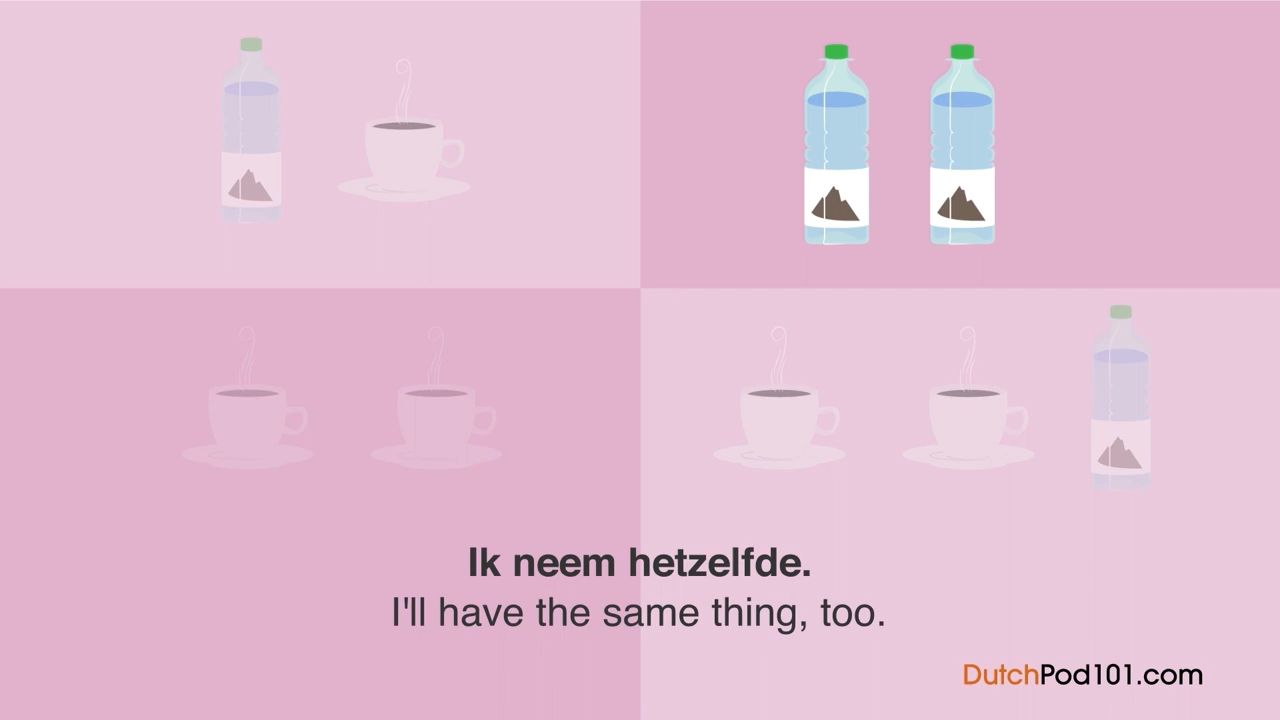 Ik neem hetzelfde.
I'll have the same thing, too.
DutchPod101.com